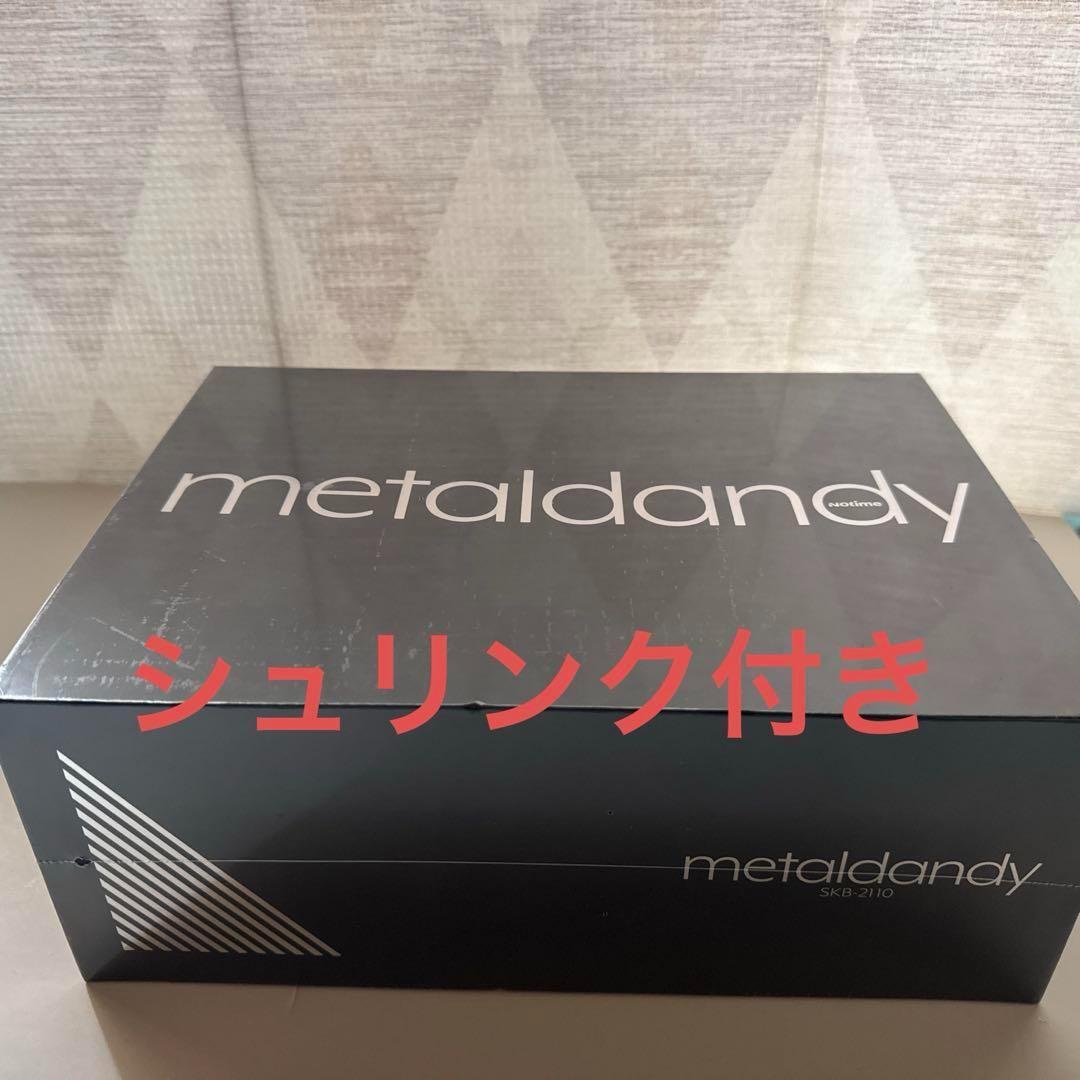 metaldandy
Notime
シュリンク付き
metaldandy
SKB-2110